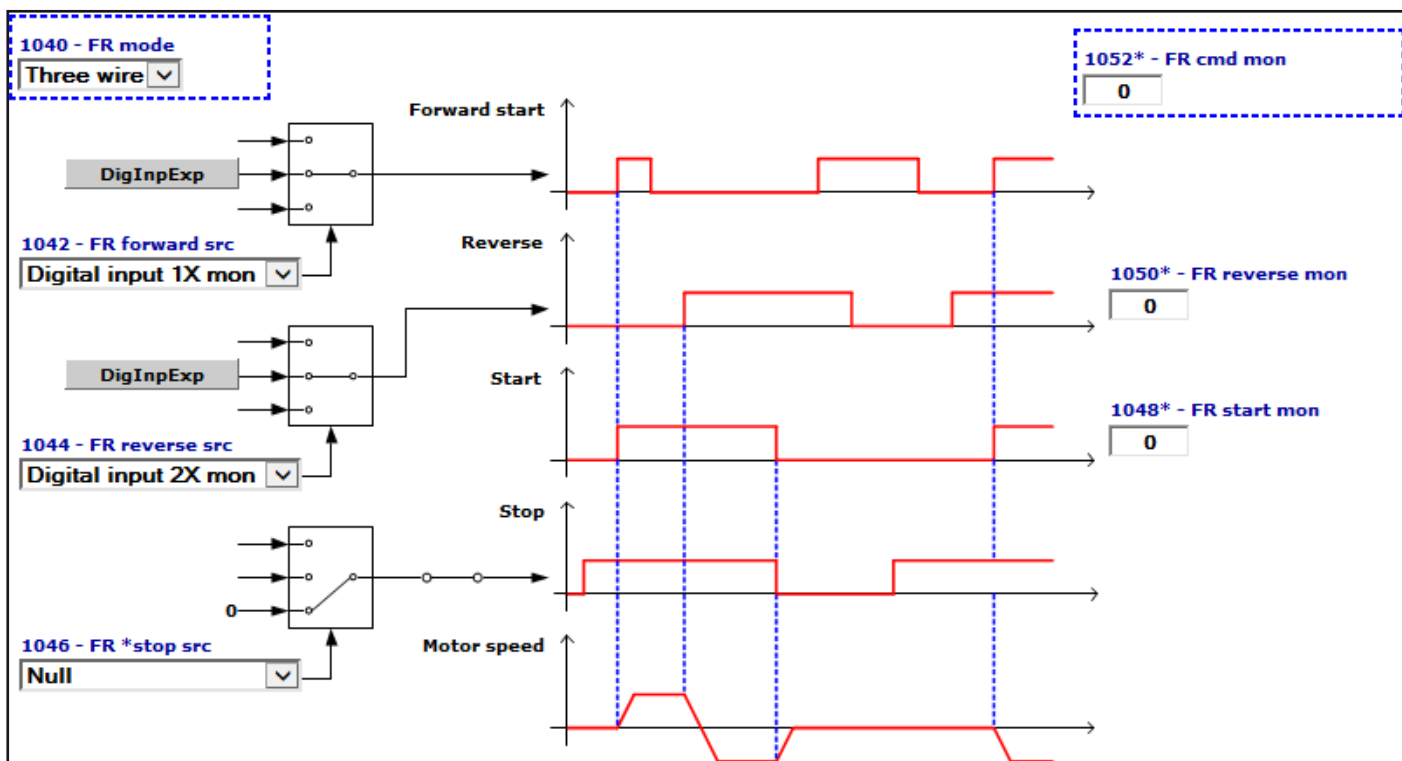 1040 - FR mode
Three wire
1052* - FR cmd mon
0
Forward start
DigInpExp
1042 - FR forward src
Digital input 1X mon
Reverse
1050* - FR reverse mon
0
DigInpExp
Start
1048* - FR start mon
0
1044 - FR reverse src
Digital input 2X mon
Stop
0
1046 - FR *stop src
Null
Motor speed